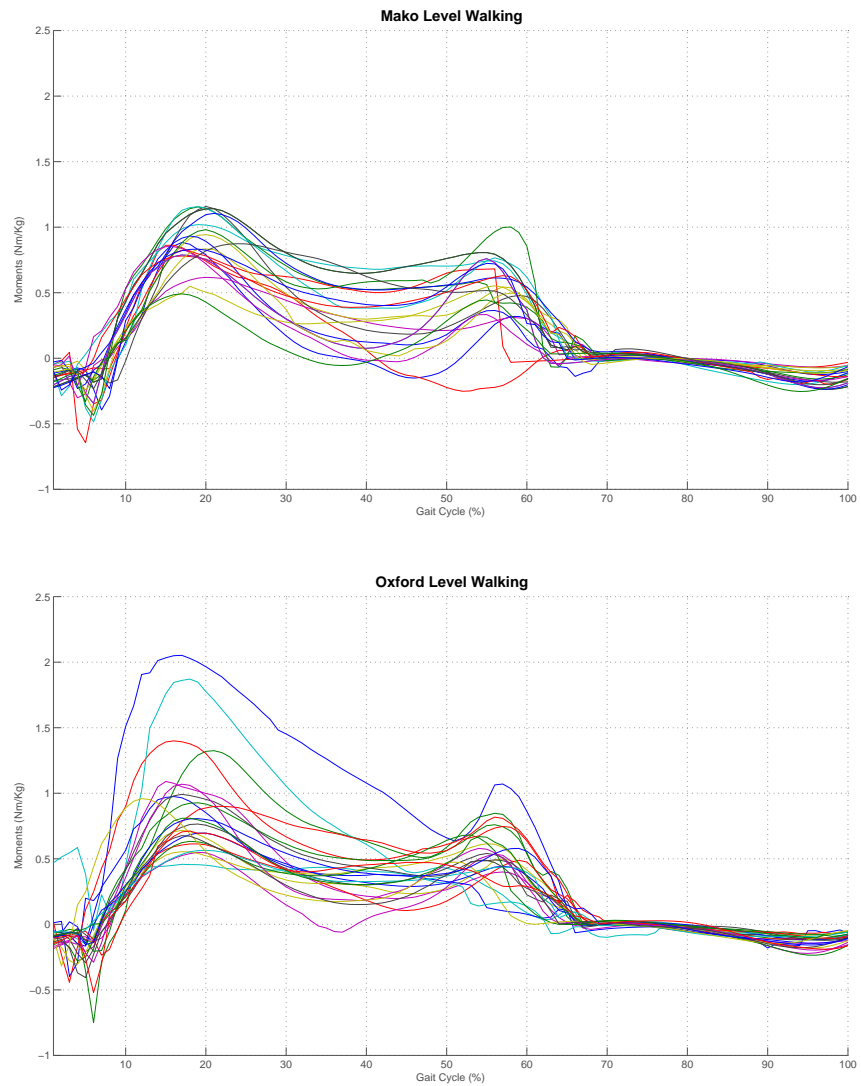 Mako Level Walking
2.5
2
1.5
1
0.5
0
−0.5
−1
Moments (Nm/Kg)
10 20 30 40 50 60 70 80 90 100
Gait Cycle (%)
Oxford Level Walking
2.5
2
1.5
1
0.5
0
−0.5
−1
Moments (Nm/Kg)
10 20 30 40 50 60 70 80 90 100
Gait Cycle (%)